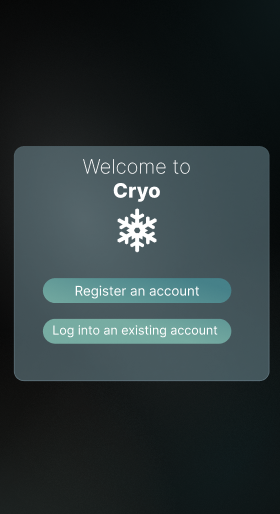 Welcome to
Cryo
Register an account
Log into an existing account